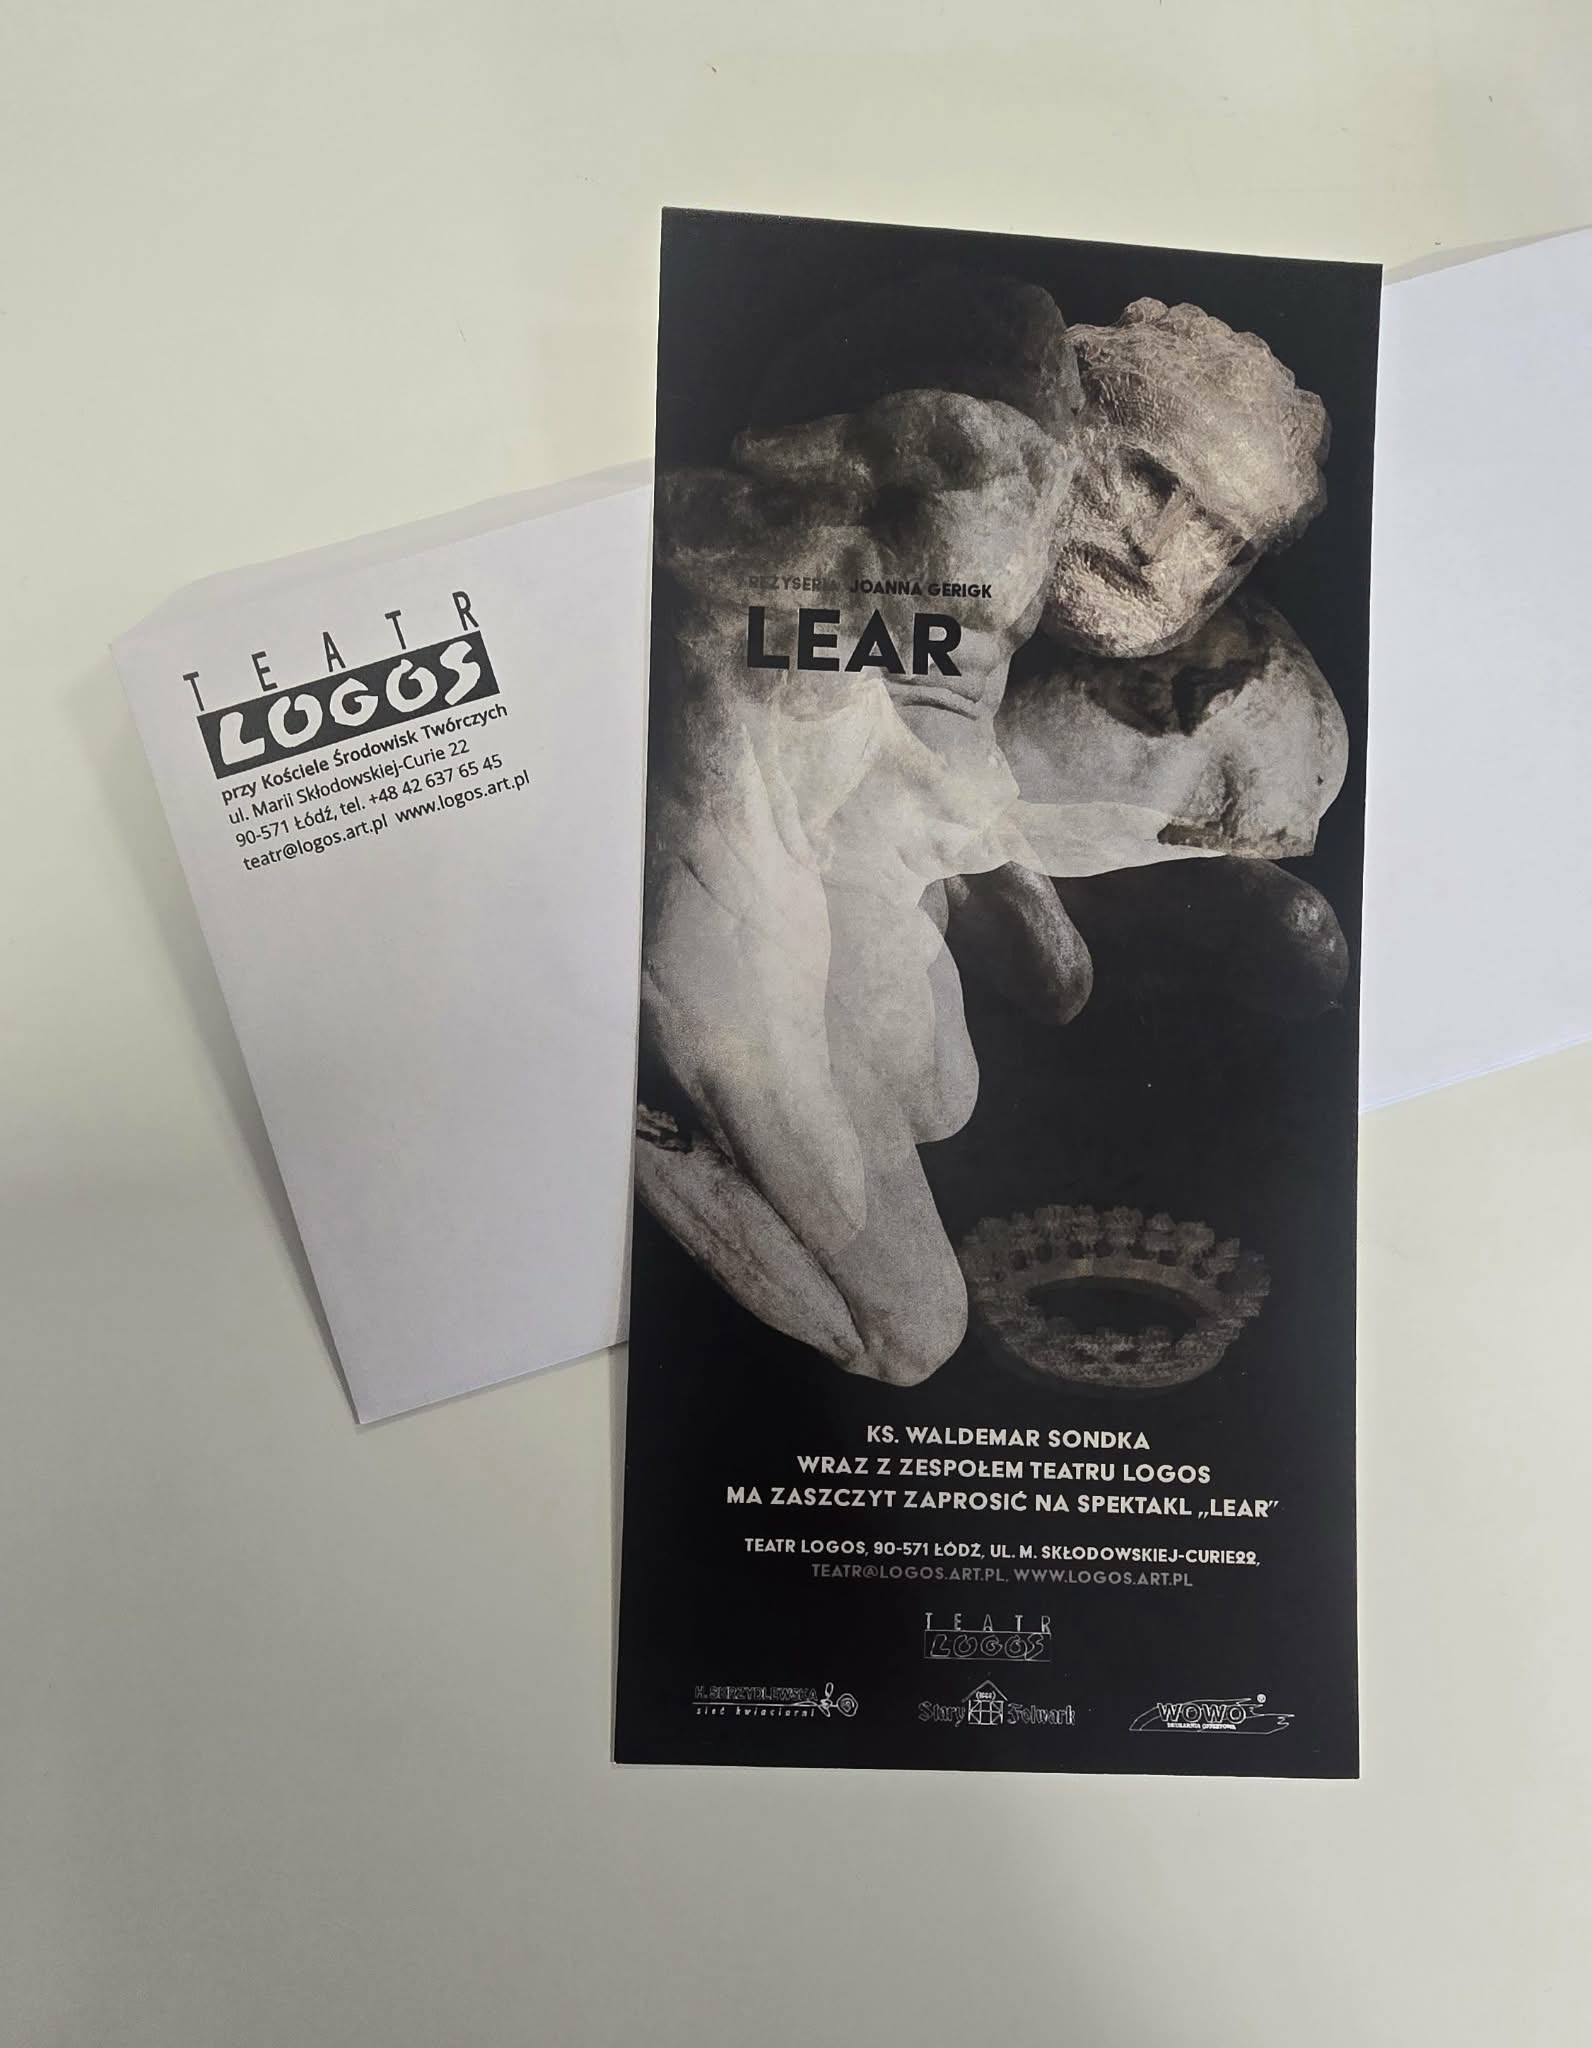 TEATR
LOGOS
przy Kościele Środowisk Twórczych
ul. Marii Skłodowskiej-Curie 22
90-571 Łódź, tel. +48 42 637 65 45
teatr@logos.art.pl www.logos.art.pl
REŻYSERIA JOANNA GERIGK
LEAR
KS. WALDEMAR SONDKA
WRAZ Z ZESPOŁEM TEATRU LOGOS
MA ZASZCZYT ZAPROSIĆ NA SPEKTAKL „LEAR”
TEATR LOGOS, 90-571 ŁÓDŹ, UL. M. SKŁODOWSKIEJ-CURIE22,
TEATR@LOGOS.ART.PL, WWW.LOGOS.ART.PL
TEATR
LOGOS
H. SKRZYDLEWSKA
sieć kwiaciarni
Stary Folwark
WOWO®
DRUKARNIA OFFSETOWA